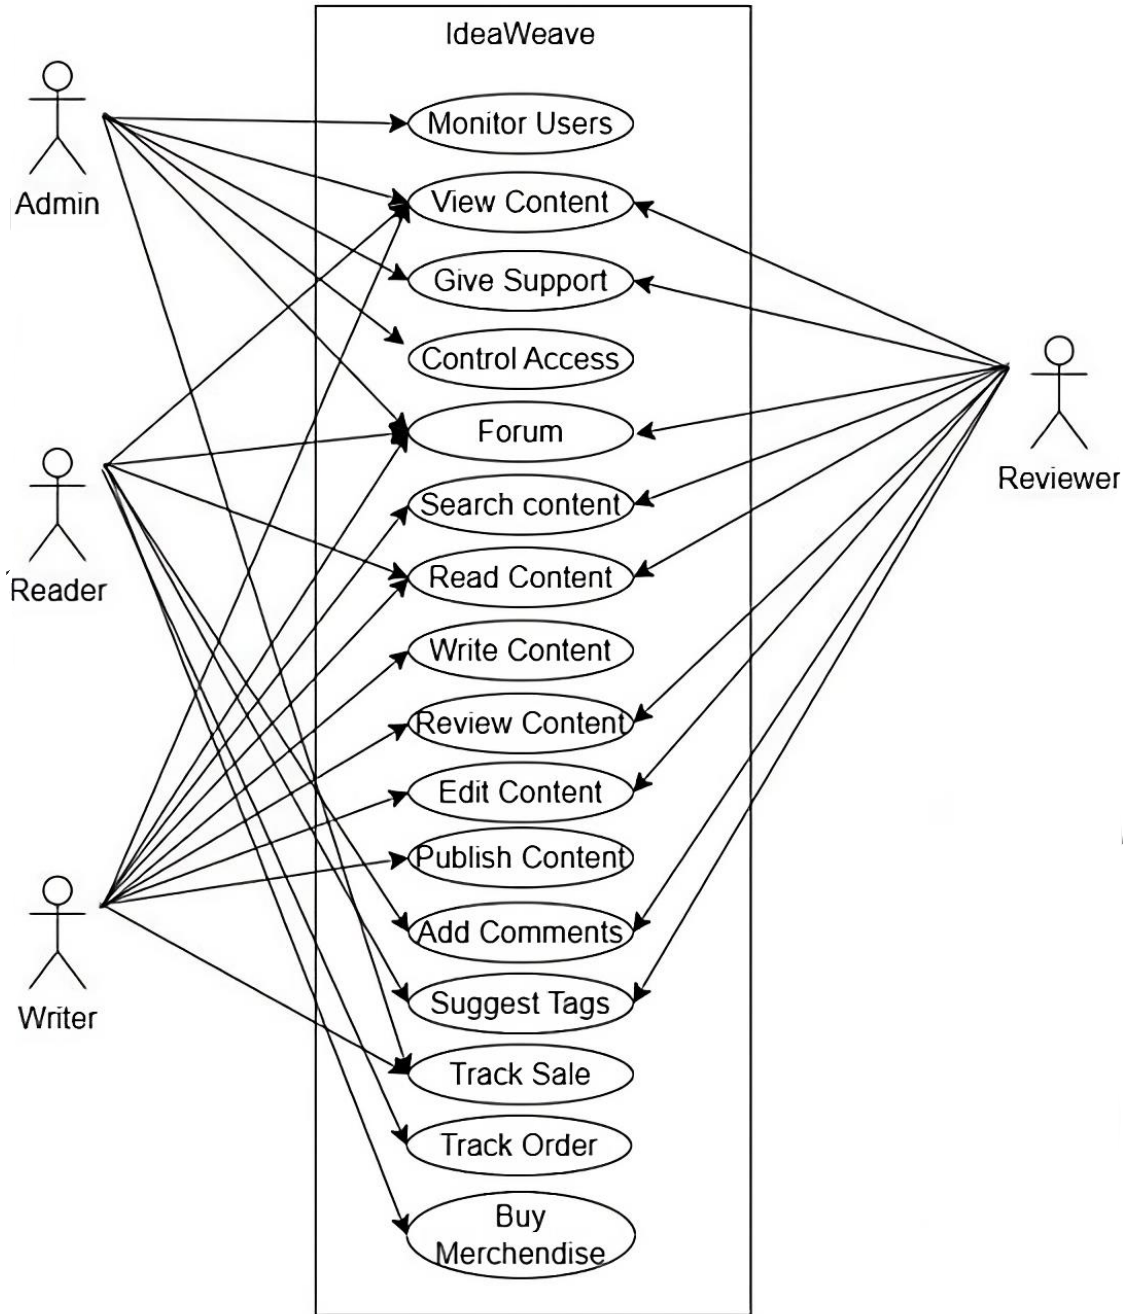 IdeaWeave
Monitor Users
View Content
Give Support
Control Access
Forum
Search content
Read Content
Write Content
Review Content
Edit Content
Publish Content
Add Comments
Suggest Tags
Track Sale
Track Order
Buy
Merchendise
Admin
Reader
Writer
Reviewer